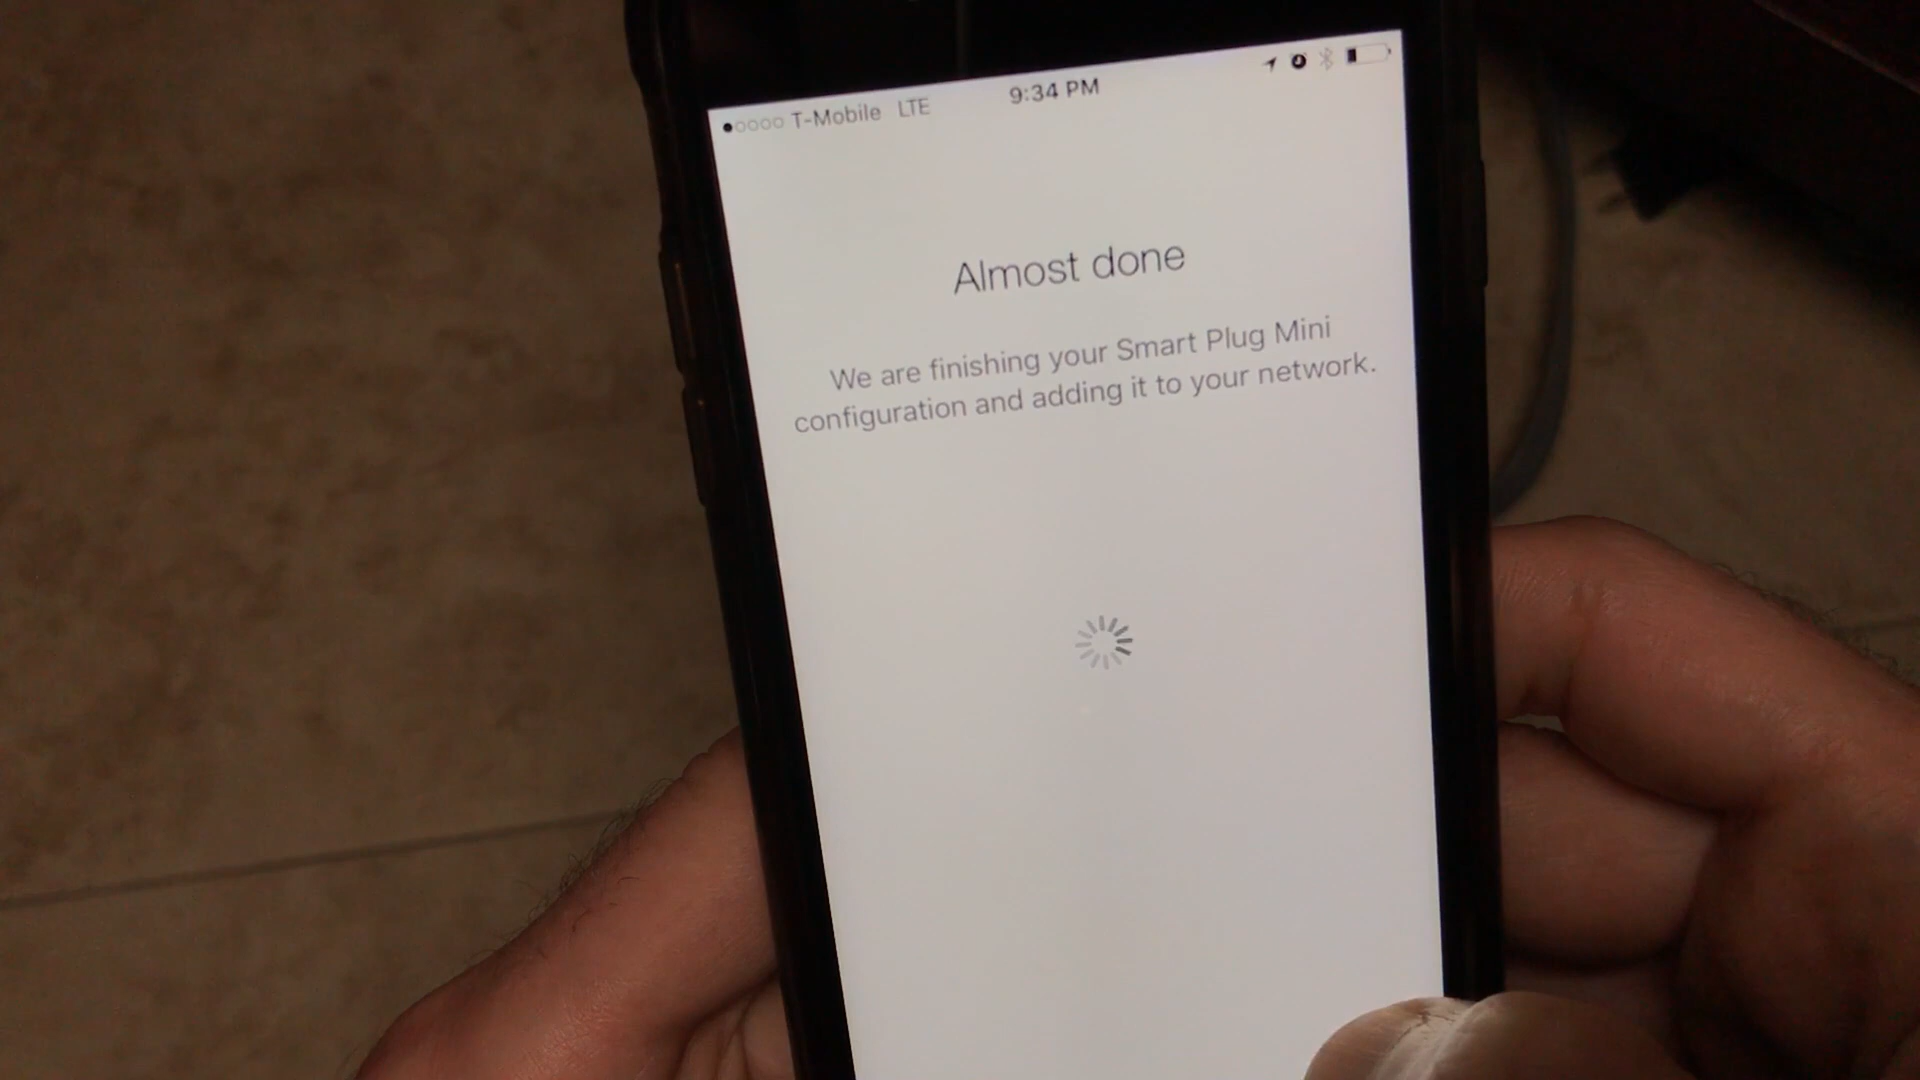 T-Mobile LTE 9:34 PM
Almost done
We are finishing your Smart Plug Mini
configuration and adding it to your network.